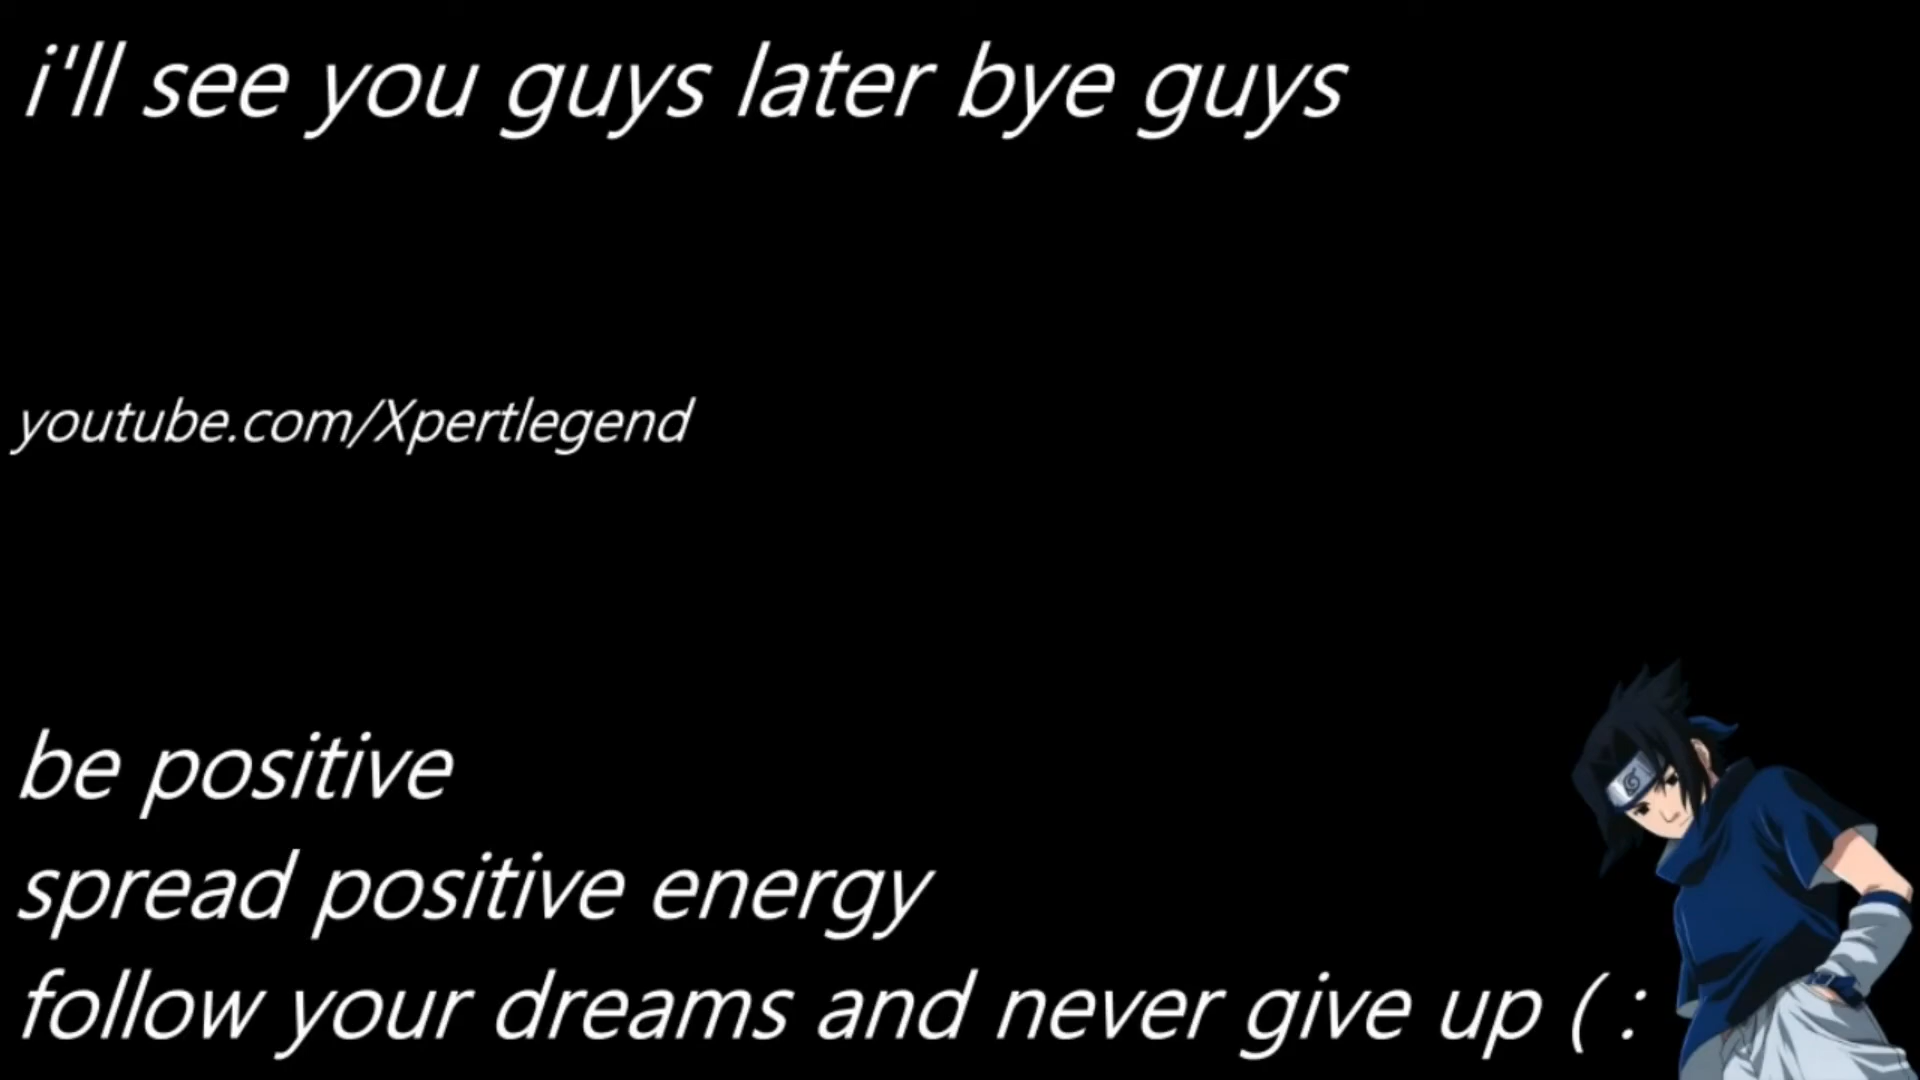 i'll see you guys later bye guys
youtube.com/Xpertlegend
be positive
spread positive energy
follow your dreams and never give up ( :